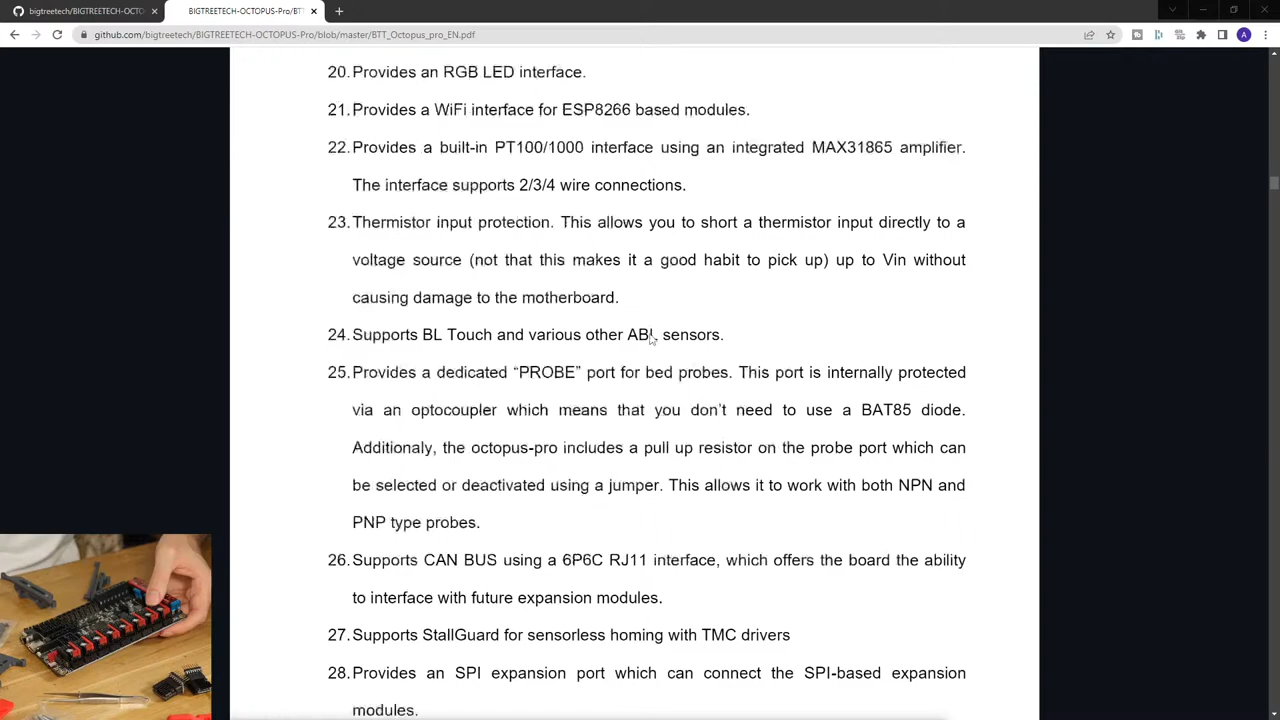 bigtreetech/BIGTREETECH-OCTO
BIGTREETECH-OCTOPUS-Pro/BTT
github.com/bigtreetech/BIGTREETECH-OCTOPUS-Pro/blob/master/BTT_Octopus_pro_EN.pdf
A
20. Provides an RGB LED interface.
21. Provides a WiFi interface for ESP8266 based modules.
22. Provides a built-in PT100/1000 interface using an integrated MAX31865 amplifier.
The interface supports 2/3/4 wire connections.
23. Thermistor input protection. This allows you to short a thermistor input directly to a
voltage source (not that this makes it a good habit to pick up) up to Vin without
causing damage to the motherboard.
24. Supports BL Touch and various other ABL sensors.
25. Provides a dedicated “PROBE” port for bed probes. This port is internally protected
via an optocoupler which means that you don’t need to use a BAT85 diode.
Additionaly, the octopus-pro includes a pull up resistor on the probe port which can
be selected or deactivated using a jumper. This allows it to work with both NPN and
PNP type probes.
26. Supports CAN BUS using a 6P6C RJ11 interface, which offers the board the ability
to interface with future expansion modules.
27. Supports StallGuard for sensorless homing with TMC drivers
28. Provides an SPI expansion port which can connect the SPI-based expansion
modules.